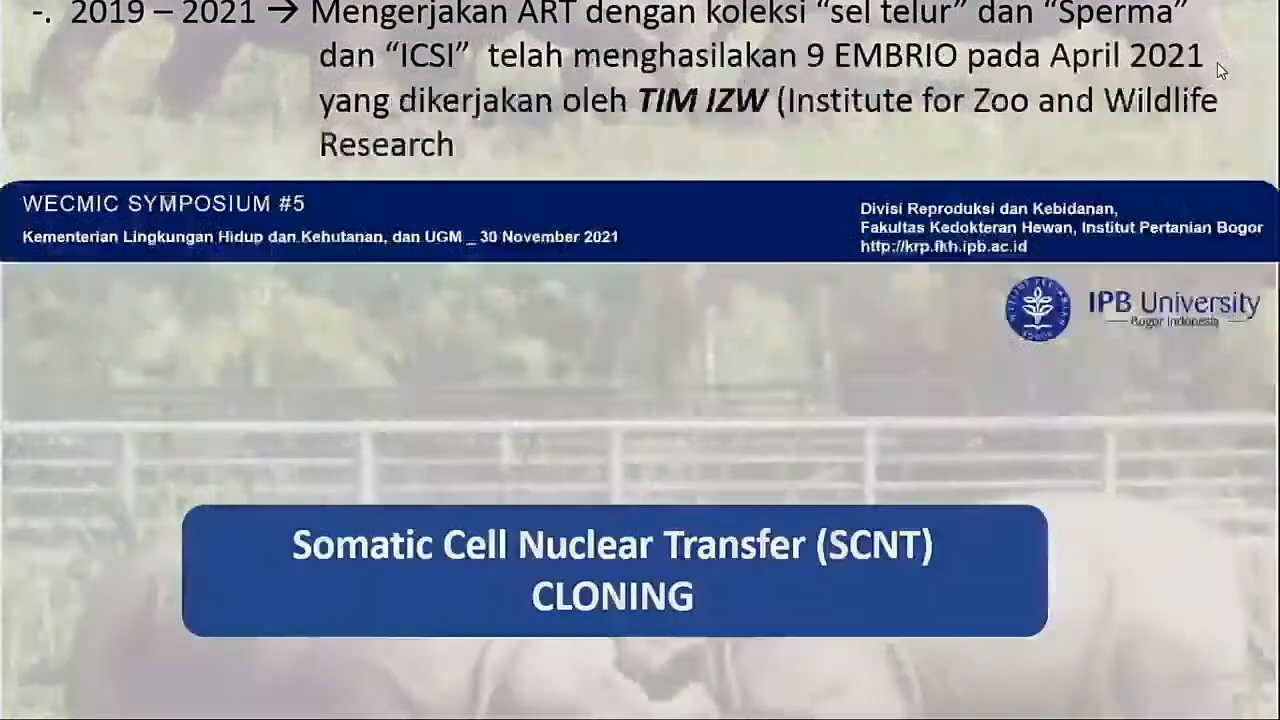 -. 2019 – 2021 → Mengerjakan ART dengan koleksi “sel telur” dan “Sperma”
dan “ICSI” telah menghasilakan 9 EMBRIO pada April 2021
yang dikerjakan oleh TIM IZW (Institute for Zoo and Wildlife
Research
WECMIC SYMPOSIUM #5
Kementerian Lingkungan Hidup dan Kehutanan, dan UGM _ 30 November 2021
Divisi Reproduksi dan Kebidanan,
Fakultas Kedokteran Hewan, Institut Pertanian Bogor
http://krp.fkh.ipb.ac.id
IPB University
Bogor Indonesia
Somatic Cell Nuclear Transfer (SCNT)
CLONING